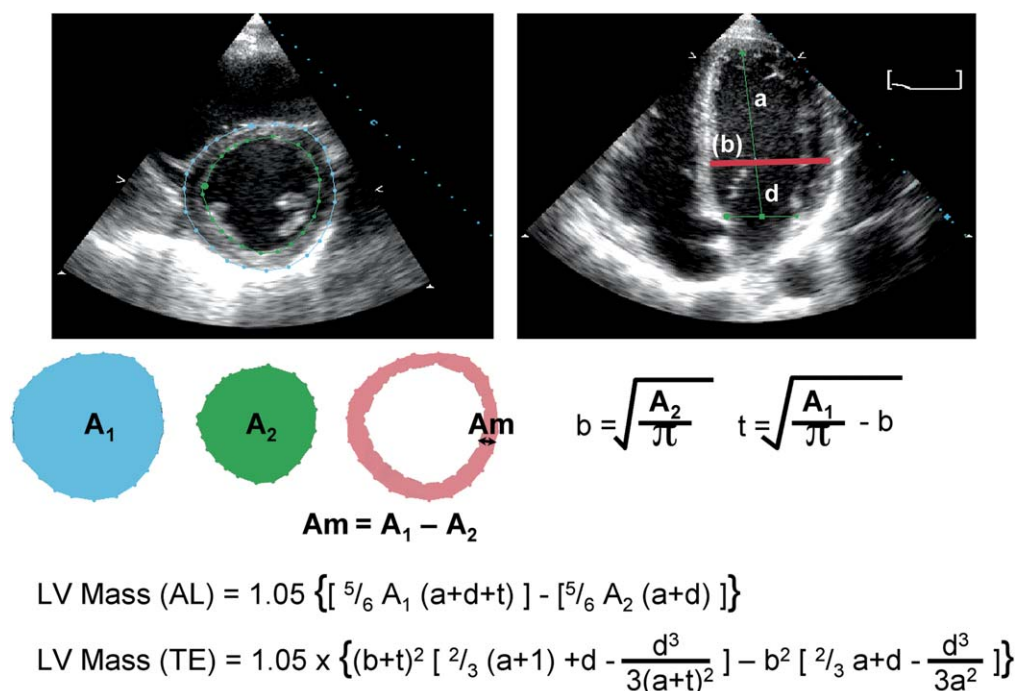 a
(b)
d
A₁
A₂
Am
b = √(A₂/π) t = √(A₁/π) - b
Am = A₁ – A₂
LV Mass (AL) = 1.05 {[ ⁵/₆ A₁ (a+d+t) ] - [⁵/₆ A₂ (a+d) ]}
LV Mass (TE) = 1.05 x {(b+t)² [ ²/₃ (a+1) +d - d³/3(a+t)² ] – b² [ ²/₃ a+d - d³/3a² ]}